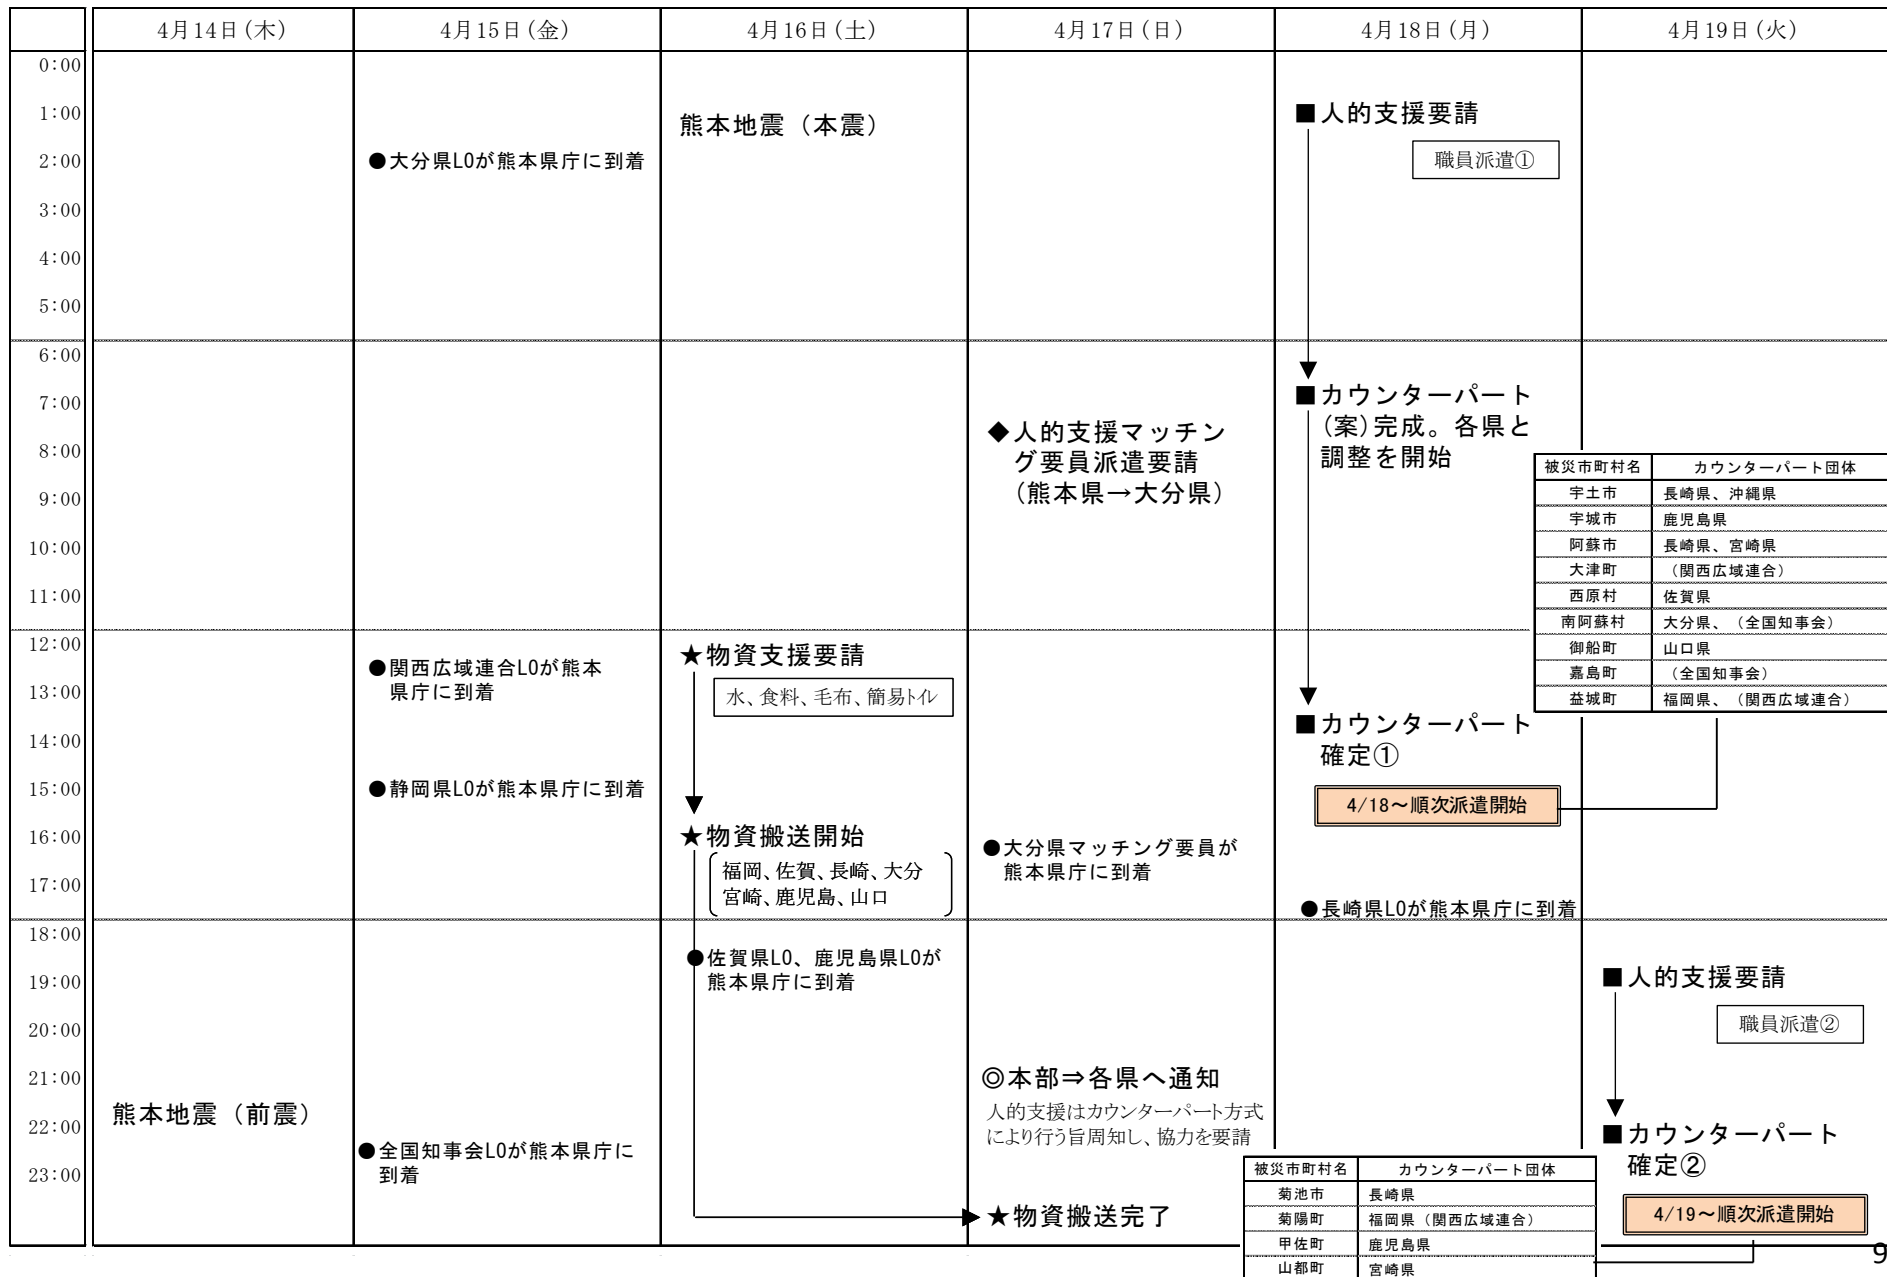 4月14日(木) 4月15日(金) 4月16日(土) 4月17日(日) 4月18日(月) 4月19日(火)
0:00
1:00
2:00
3:00
4:00
5:00
6:00
7:00
8:00
9:00
10:00
11:00
12:00
13:00
14:00
15:00
16:00
17:00
18:00
19:00
20:00
21:00
22:00
23:00
熊本地震（前震）
●大分県LOが熊本県庁に到着
●関西広域連合LOが熊本
県庁に到着
●静岡県LOが熊本県庁に到着
●全国知事会LOが熊本県庁に
到着
熊本地震（本震）
★物資支援要請
水、食料、毛布、簡易トイレ
★物資搬送開始
福岡、佐賀、長崎、大分
宮崎、鹿児島、山口
●佐賀県LO、鹿児島県LOが
熊本県庁に到着
◆人的支援マッチン
グ要員派遣要請
（熊本県→大分県）
●大分県マッチング要員が
熊本県庁に到着
◎本部⇒各県へ通知
人的支援はカウンターパート方式
により行う旨周知し、協力を要請
★物資搬送完了
■人的支援要請
職員派遣①
■カウンターパート
(案)完成。各県と
調整を開始
■カウンターパート
確定①
4/18～順次派遣開始
●長崎県LOが熊本県庁に到着
被災市町村名 カウンターパート団体
宇土市 長崎県、沖縄県
宇城市 鹿児島県
阿蘇市 長崎県、宮崎県
大津町 （関西広域連合）
西原村 佐賀県
南阿蘇村 大分県、（全国知事会）
御船町 山口県
嘉島町 （全国知事会）
益城町 福岡県、（関西広域連合）
■人的支援要請
職員派遣②
■カウンターパート
確定②
4/19～順次派遣開始
被災市町村名 カウンターパート団体
菊池市 長崎県
菊陽町 福岡県（関西広域連合）
甲佐町 鹿児島県
山都町 宮崎県
9